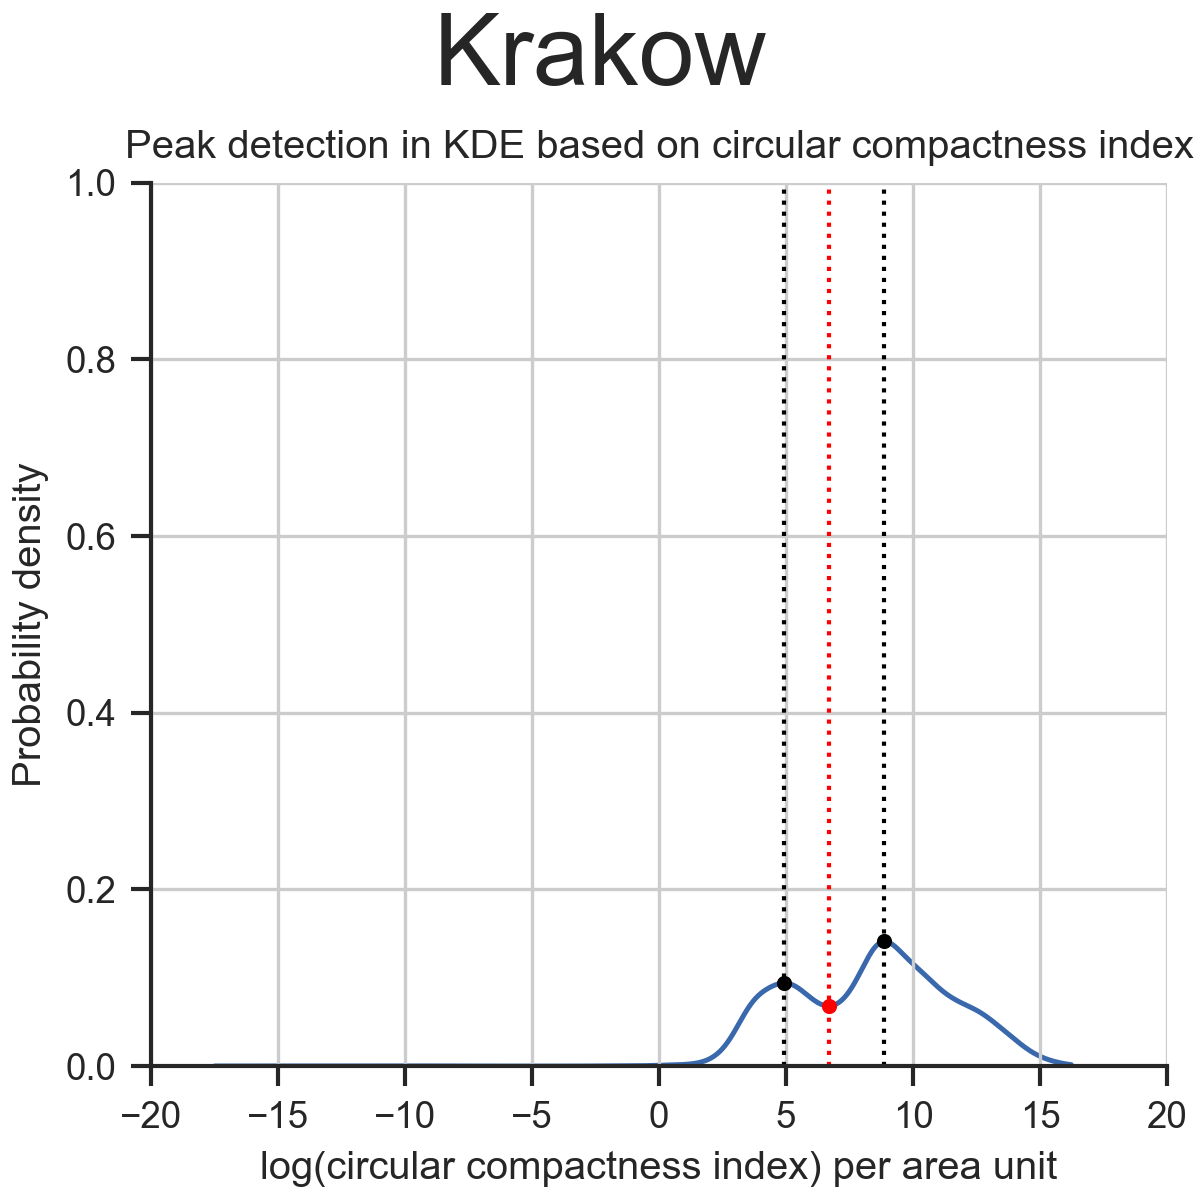 Krakow
Peak detection in KDE based on circular compactness index
1.0
0.8
0.6
0.4
0.2
0.0
Probability density
−20 −15 −10 −5 0 5 10 15 20
log(circular compactness index) per area unit